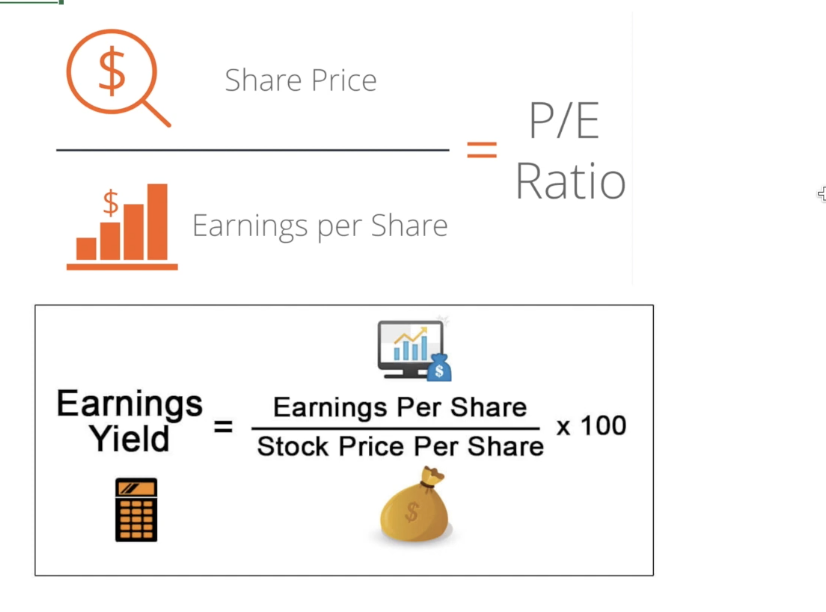 $
Share Price
=
P/E
Ratio
$
Earnings per Share
$
Earnings
Yield
=
Earnings Per Share
Stock Price Per Share
x 100
$